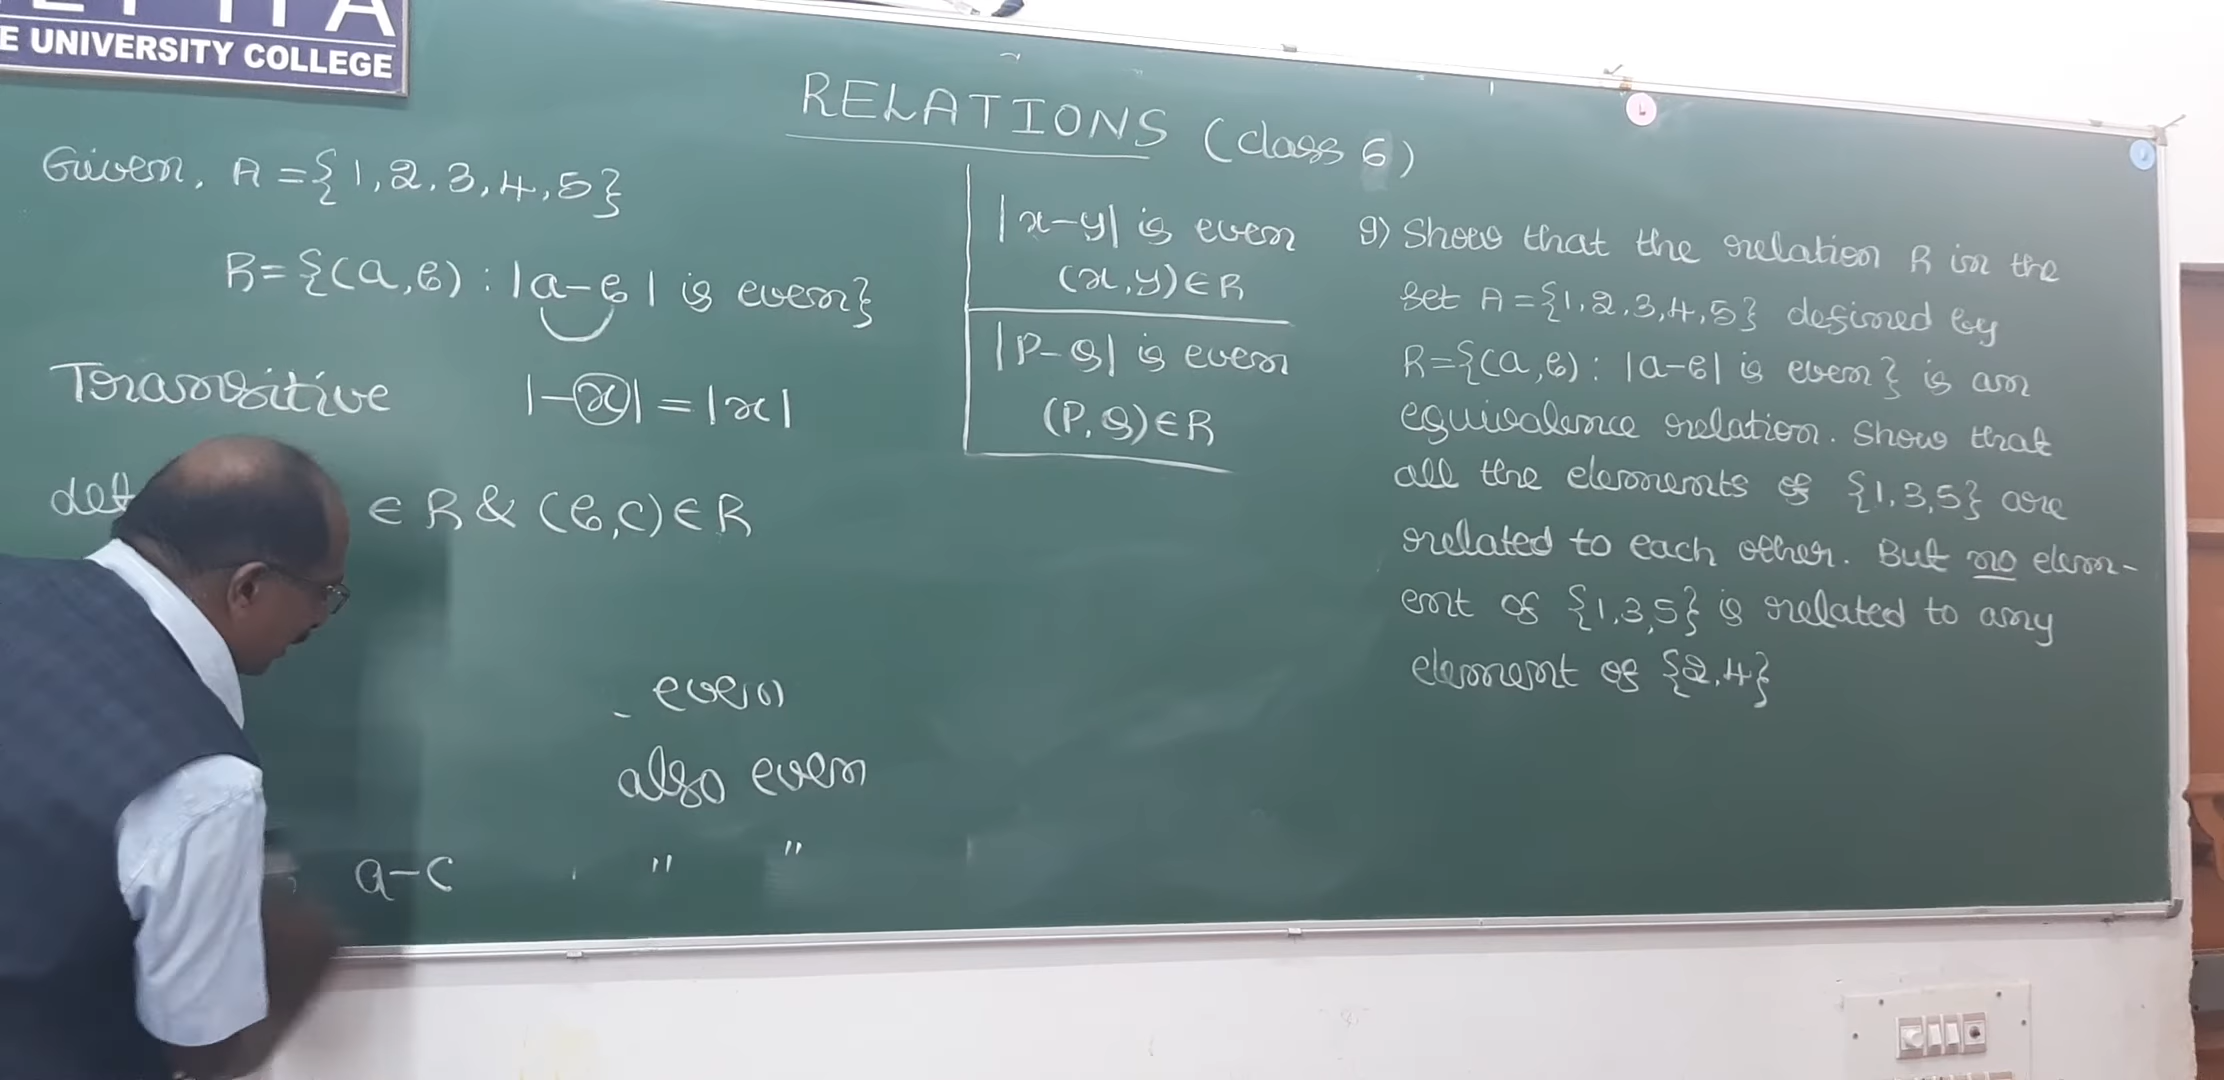 E UNIVERSITY COLLEGE
RELATIONS (class 6)
Given, A = {1, 2, 3, 4, 5}
R = {(a, b) : |a-b| is even}
Transitive |-x| = |x|
∈ R & (b, c) ∈ R
even
also even
a-c " "
|x-y| is even
(x, y) ∈ R
|P-Q| is even
(P, Q) ∈ R
9) Show that the relation R in the
set A = {1, 2, 3, 4, 5} defined by
R = {(a, b) : |a-b| is even} is an
equivalence relation. Show that
all the elements of {1, 3, 5} are
related to each other. But no elem-
ent of {1, 3, 5} is related to any
element of {2, 4}